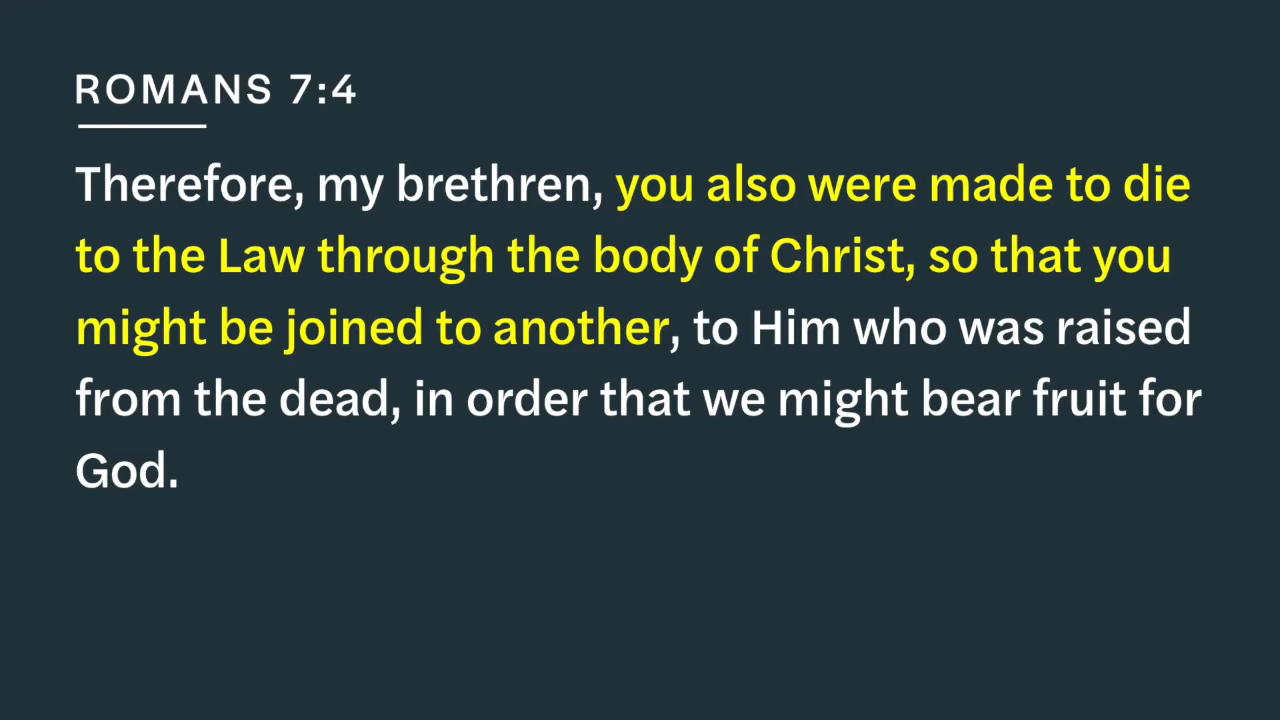 ROMANS 7:4
Therefore, my brethren, you also were made to die
to the Law through the body of Christ, so that you
might be joined to another, to Him who was raised
from the dead, in order that we might bear fruit for
God.